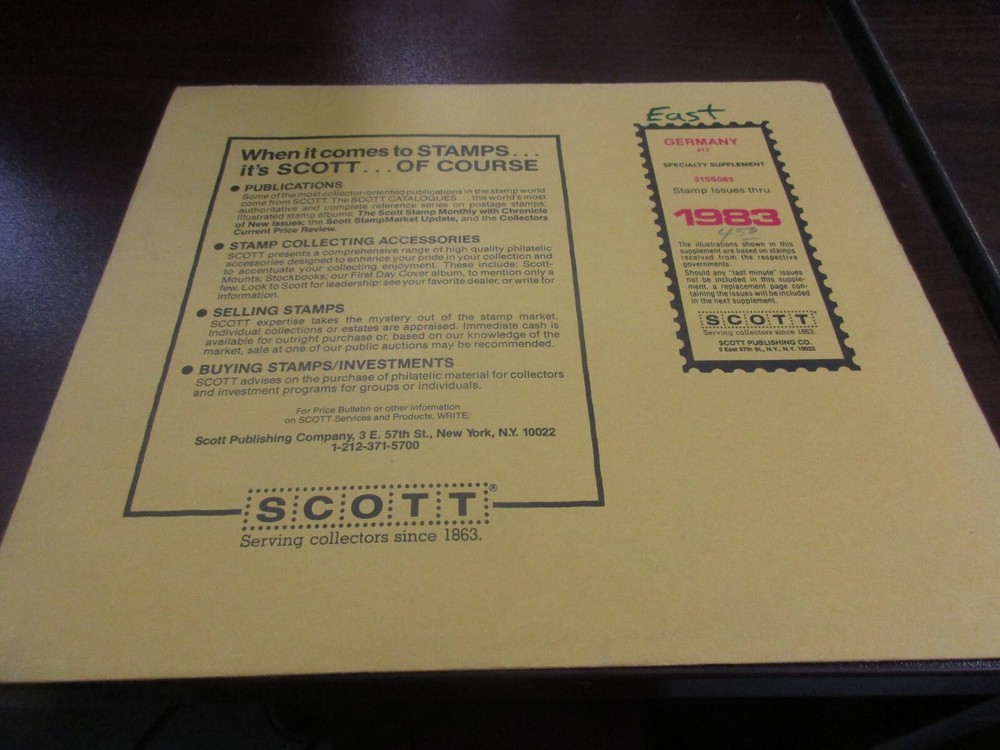 When it comes to STAMPS...
it's SCOTT...OF COURSE
● PUBLICATIONS
Some of the most collector-oriented publications in the stamp world
come from SCOTT. The SCOTT CATALOGUES... the world's most
authoritative and complete reference series on postage stamps,
illustrated stamp albums; The Scott Stamp Monthly with Chronicle
of New Issues; the Scott StampMarket Update, and the Collectors
Current Price Review.
● STAMP COLLECTING ACCESSORIES
SCOTT presents a comprehensive range of high quality philatelic
accessories designed to enhance your pride in your collection and
to accentuate your collecting enjoyment. These include: Scott-
Mounts; Stockbooks; our First Day Cover album, to mention only a
few. Look to Scott for leadership: see your favorite dealer, or write for
information.
● SELLING STAMPS
SCOTT expertise takes the mystery out of the stamp market.
Individual collections or estates are appraised. Immediate cash is
available for outright purchase or, based on our knowledge of the
market, sale at one of our public auctions may be recommended.
● BUYING STAMPS/INVESTMENTS
SCOTT advises on the purchase of philatelic material for collectors
and investment programs for groups or individuals.
For Price Bulletin or other information
on SCOTT Services and Products, WRITE:
Scott Publishing Company, 3 E. 57th St., New York, N.Y. 10022
1-212-371-5700
SCOTT®
Serving collectors since 1863.
East
GERMANY
#17
SPECIALTY SUPPLEMENT
315S083
Stamp Issues thru
1983
4.50
The illustrations shown in this
supplement are based on stamps
received from the respective
governments.
Should any "last minute" issues
not be included in this supple-
ment, a replacement page con-
taining the issues will be included
in the next supplement.
SCOTT
Serving collectors since 1863.
SCOTT PUBLISHING CO.
3 East 57th St., N.Y., N.Y. 10022